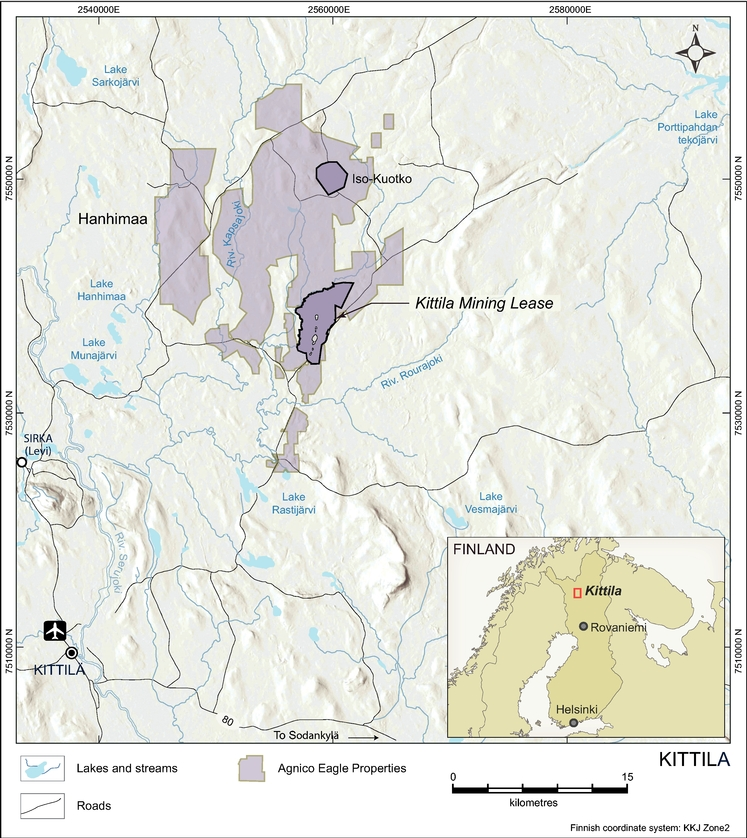 2540000E
2560000E
2580000E
N
Lake
Sarkojärvi
Lake
Porttipahdan
tekojärvi
7550000 N
7550000 N
Iso-Kuotko
Hanhimaa
Riv. Kapsajoki
Lake
Hanhimaa
Kittila Mining Lease
Lake
Munajärvi
Riv. Rourajoki
7530000 N
7530000 N
SIRKA
(Levi)
Lake
Rastijärvi
Lake
Vesmajärvi
Riv. Serujoki
FINLAND
Kittila
Rovaniemi
Helsinki
7510000 N
7510000 N
KITTILA
80
To Sodankylä
KITTILA
Lakes and streams
Agnico Eagle Properties
Roads
0
15
kilometres
Finnish coordinate system: KKJ Zone2